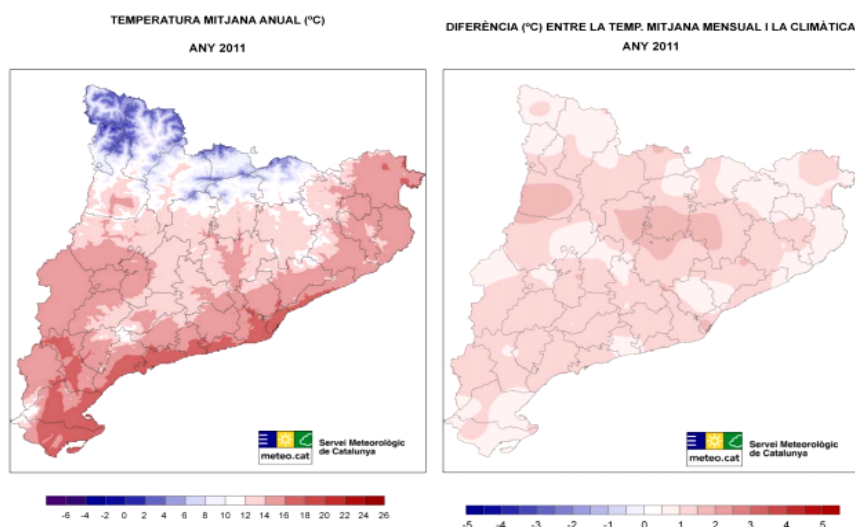 TEMPERATURA MITJANA ANUAL (ºC)
ANY 2011
meteo.cat
Servei Meteorològic
de Catalunya
-6 -4 -2 0 2 4 6 8 10 12 14 16 18 20 22 24 26
DIFERÈNCIA (ºC) ENTRE LA TEMP. MITJANA MENSUAL I LA CLIMÀTICA
ANY 2011
meteo.cat
Servei Meteorològic
de Catalunya
-5 -4 -3 -2 -1 0 1 2 3 4 5